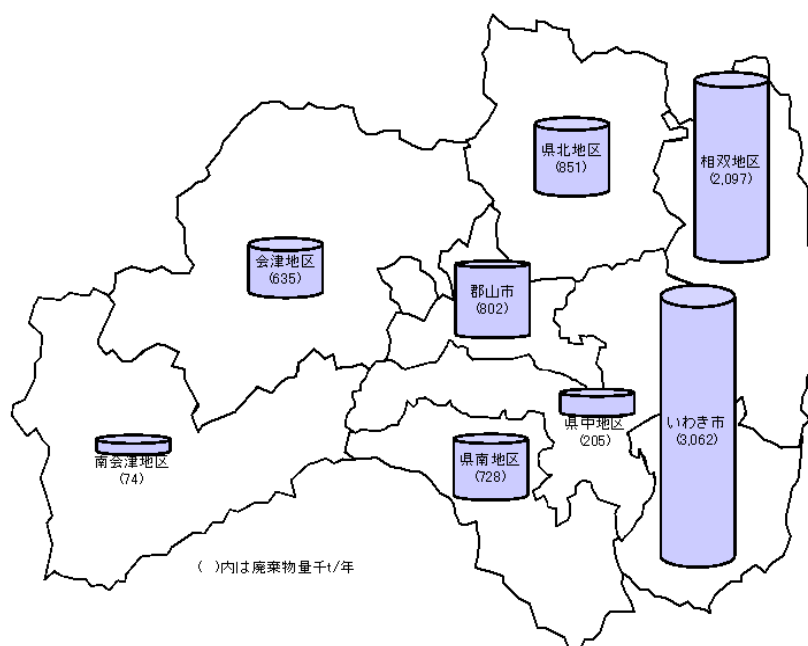 県北地区
(851)
相双地区
(2,097)
会津地区
(635)
郡山市
(802)
県中地区
(205)
いわき市
(3,062)
南会津地区
(74)
県南地区
(728)
( )内は廃棄物量千t/年